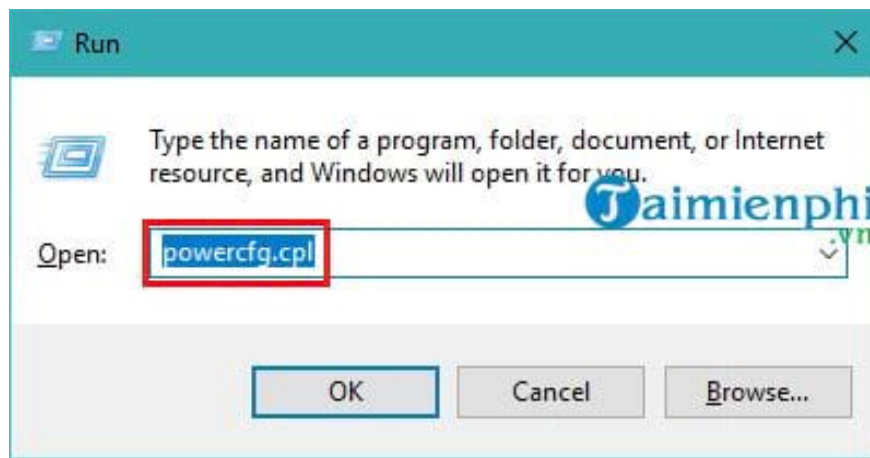 Run
Type the name of a program, folder, document, or Internet
resource, and Windows will open it for you.
Taimienphi
.vn
Open: powercfg.cpl
OK Cancel Browse...